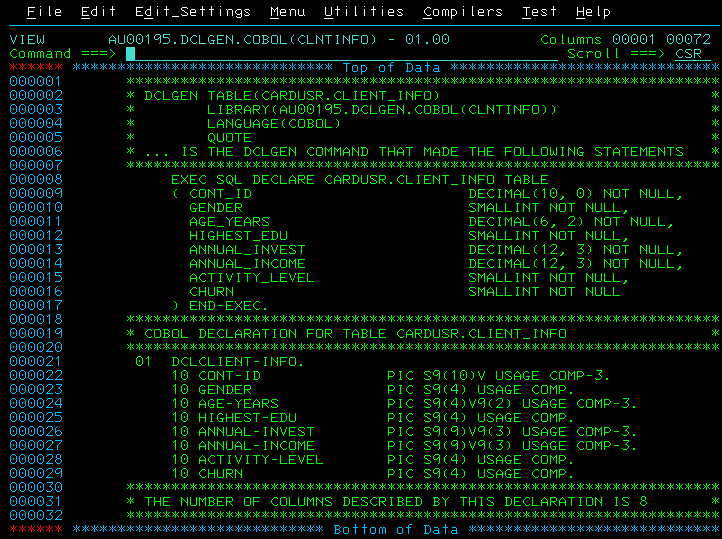 File  Edit  Edit_Settings  Menu  Utilities  Compilers  Test  Help
VIEW       AU00195.DCLGEN.COBOL(CLNTINFO) - 01.00          Columns 00001 00072
Command ===>                                                  Scroll ===> CSR
****** **************************** Top of Data ****************************
000001       ******************************************************************
000002       * DCLGEN TABLE(CARDUSR.CLIENT_INFO)                              *
000003       *        LIBRARY(AU00195.DCLGEN.COBOL(CLNTINFO))                 *
000004       *        LANGUAGE(COBOL)                                         *
000005       *        QUOTE                                                   *
000006       * ... IS THE DCLGEN COMMAND THAT MADE THE FOLLOWING STATEMENTS   *
000007       ******************************************************************
000008            EXEC SQL DECLARE CARDUSR.CLIENT_INFO TABLE
000009            ( CONT_ID                        DECIMAL(10, 0) NOT NULL,
000010              GENDER                         SMALLINT NOT NULL,
000011              AGE_YEARS                      DECIMAL(6, 2) NOT NULL,
000012              HIGHEST_EDU                    SMALLINT NOT NULL,
000013              ANNUAL_INVEST                  DECIMAL(12, 3) NOT NULL,
000014              ANNUAL_INCOME                  DECIMAL(12, 3) NOT NULL,
000015              ACTIVITY_LEVEL                 SMALLINT NOT NULL,
000016              CHURN                          SMALLINT NOT NULL
000017            ) END-EXEC.
000018       ******************************************************************
000019       * COBOL DECLARATION FOR TABLE CARDUSR.CLIENT_INFO                *
000020       ******************************************************************
000021        01  DCLCLIENT-INFO.
000022            10 CONT-ID              PIC S9(10)V USAGE COMP-3.
000023            10 GENDER               PIC S9(4) USAGE COMP.
000024            10 AGE-YEARS            PIC S9(4)V9(2) USAGE COMP-3.
000025            10 HIGHEST-EDU          PIC S9(4) USAGE COMP.
000026            10 ANNUAL-INVEST        PIC S9(9)V9(3) USAGE COMP-3.
000027            10 ANNUAL-INCOME        PIC S9(9)V9(3) USAGE COMP-3.
000028            10 ACTIVITY-LEVEL       PIC S9(4) USAGE COMP.
000029            10 CHURN                PIC S9(4) USAGE COMP.
000030       ******************************************************************
000031       * THE NUMBER OF COLUMNS DESCRIBED BY THIS DECLARATION IS 8       *
000032       ******************************************************************
****** **************************** Bottom of Data ****************************